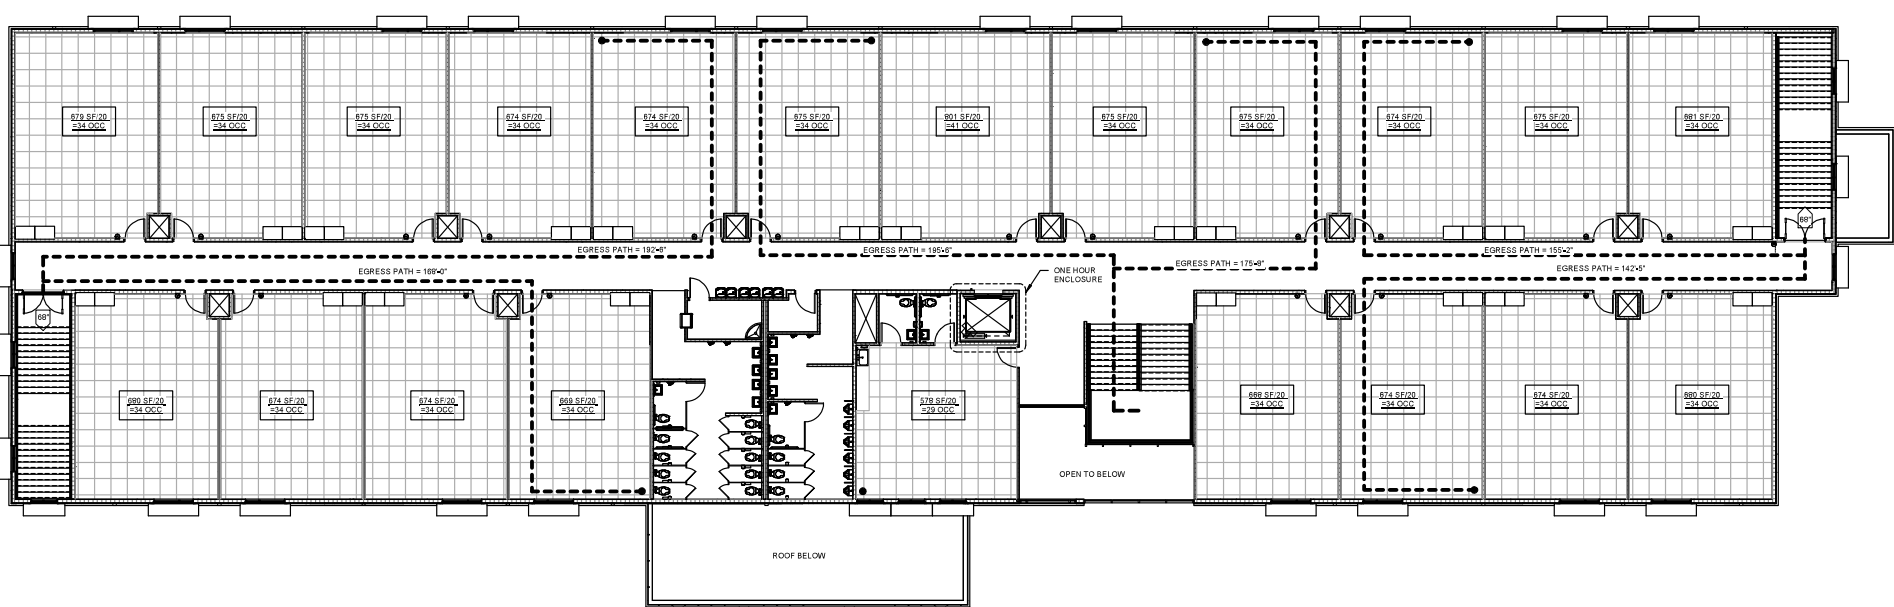 679 SF/20
=34 OCC
675 SF/20
=34 OCC
675 SF/20
=34 OCC
674 SF/20
=34 OCC
674 SF/20
=34 OCC
675 SF/20
=34 OCC
801 SF/20
=41 OCC
675 SF/20
=34 OCC
675 SF/20
=34 OCC
674 SF/20
=34 OCC
675 SF/20
=34 OCC
681 SF/20
=34 OCC
68"
EGRESS PATH = 192'-6"
EGRESS PATH = 195'-6"
EGRESS PATH = 155'-2"
EGRESS PATH = 168'-0"
EGRESS PATH = 175'-8"
EGRESS PATH = 142'-5"
ONE HOUR
ENCLOSURE
68"
680 SF/20
=34 OCC
674 SF/20
=34 OCC
674 SF/20
=34 OCC
669 SF/20
=34 OCC
578 SF/20
=29 OCC
668 SF/20
=34 OCC
674 SF/20
=34 OCC
674 SF/20
=34 OCC
680 SF/20
=34 OCC
OPEN TO BELOW
ROOF BELOW